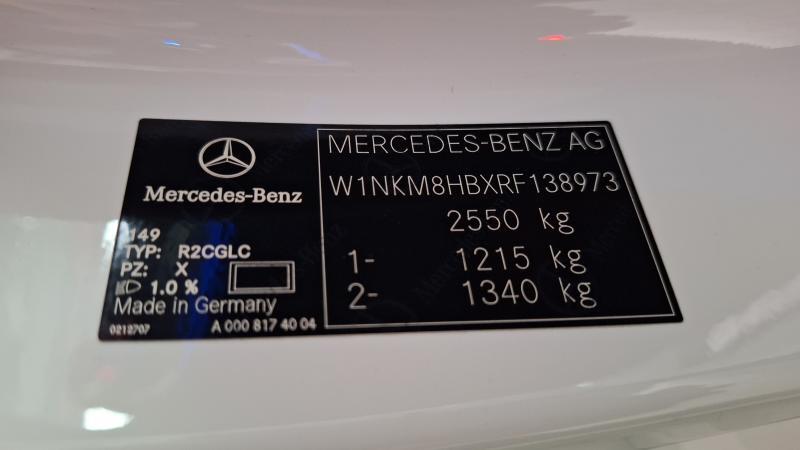 Mercedes-Benz
149
TYP: R2CGLC
PZ: X
1.0 %
Made in Germany
0212707 A 000 817 40 04
MERCEDES-BENZ AG
W1NKM8HBXRF138973
2550 kg
1- 1215 kg
2- 1340 kg